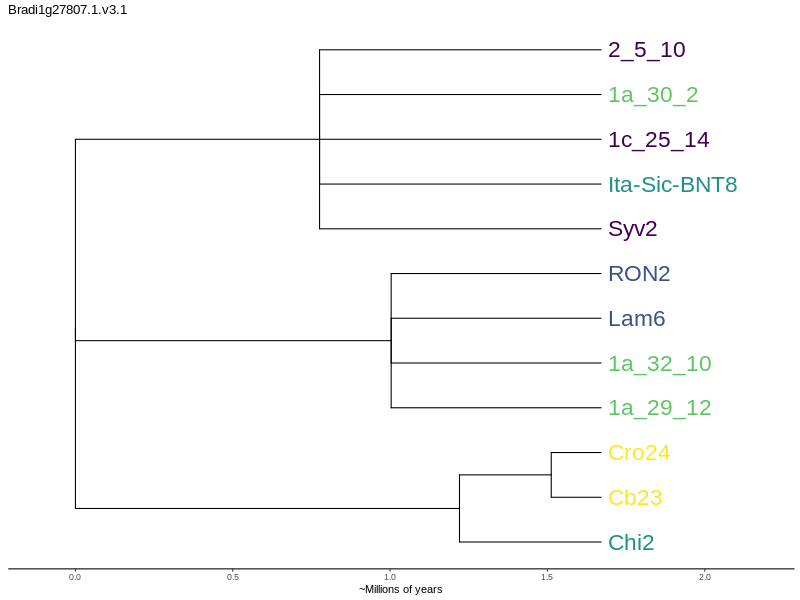 Bradi1g27807.1.v3.1
2_5_10
1a_30_2
1c_25_14
Ita-Sic-BNT8
Syv2
RON2
Lam6
1a_32_10
1a_29_12
Cro24
Cb23
Chi2
0.0 0.5 1.0 1.5 2.0
~Millions of years